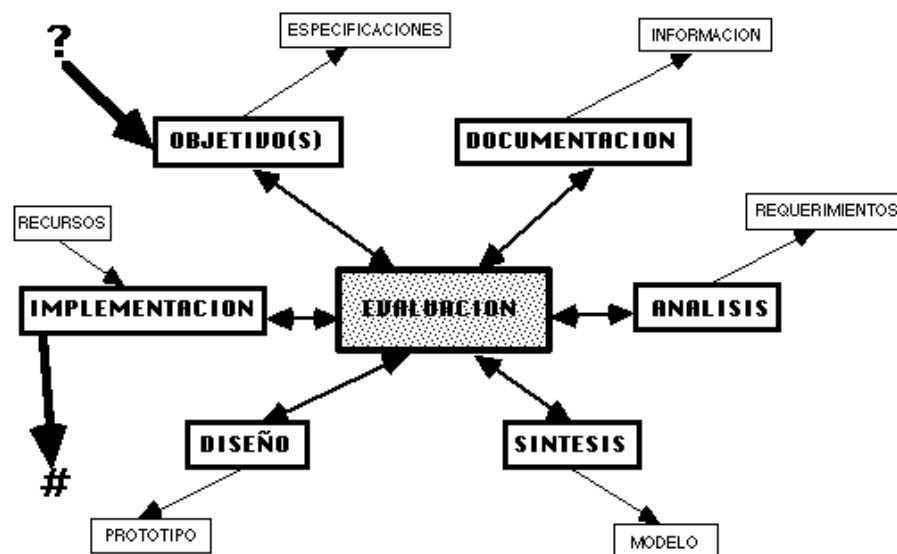 ?
ESPECIFICACIONES
INFORMACION
OBJETIVO(S)
DOCUMENTACION
RECURSOS
REQUERIMIENTOS
IMPLEMENTACION
EVALUACION
ANALISIS
DISEÑO
SINTESIS
#
PROTOTIPO
MODELO